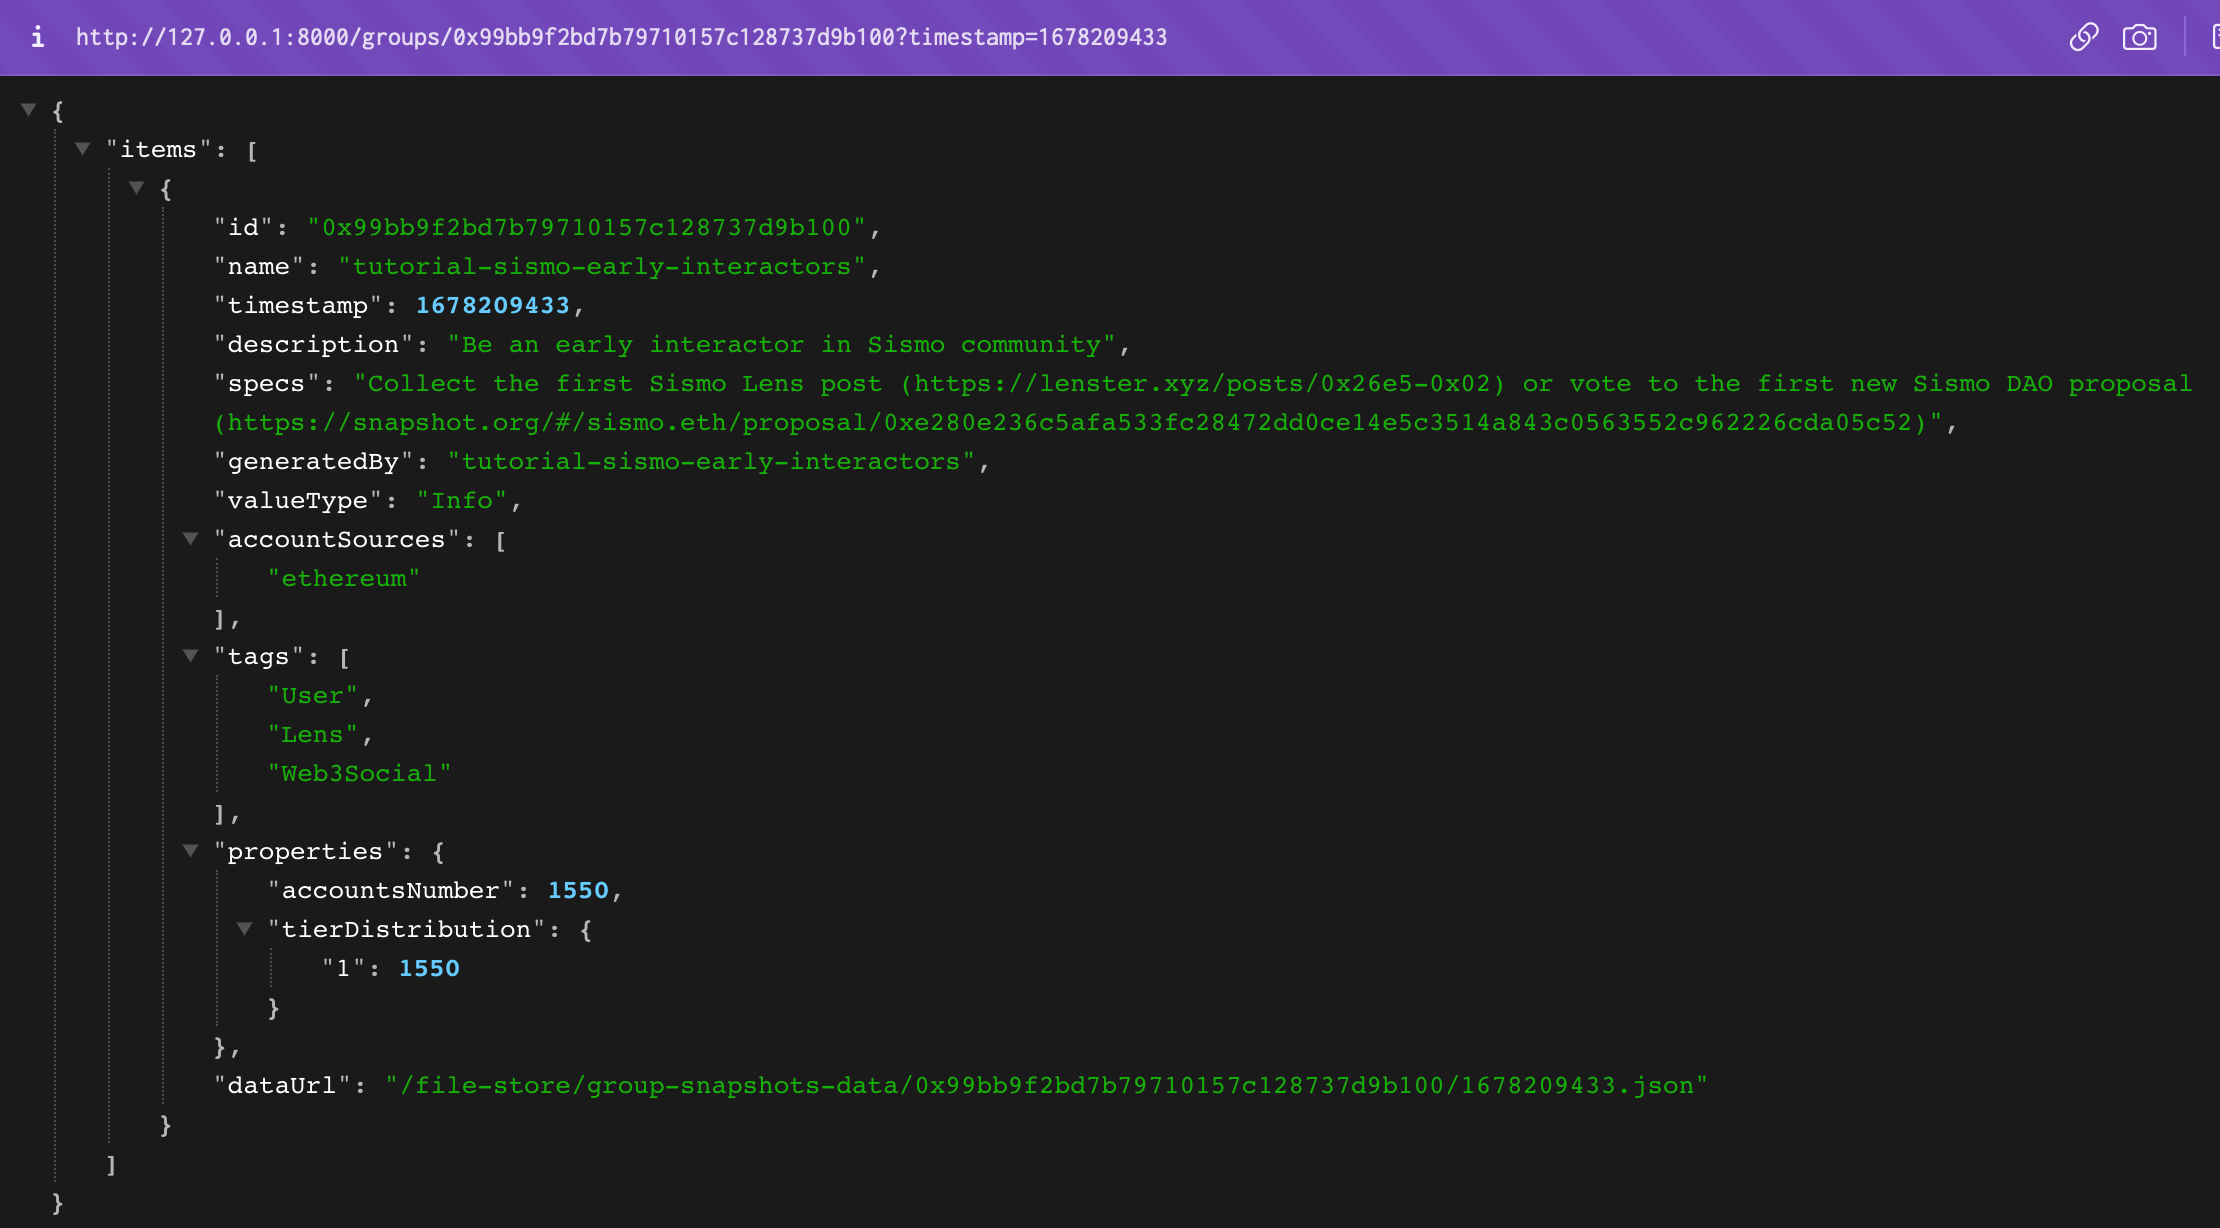 i http://127.0.0.1:8000/groups/0x99bb9f2bd7b79710157c128737d9b100?timestamp=1678209433
{
"items": [
{
"id": "0x99bb9f2bd7b79710157c128737d9b100",
"name": "tutorial-sismo-early-interactors",
"timestamp": 1678209433,
"description": "Be an early interactor in Sismo community",
"specs": "Collect the first Sismo Lens post (https://lenster.xyz/posts/0x26e5-0x02) or vote to the first new Sismo DAO proposal
(https://snapshot.org/#/sismo.eth/proposal/0xe280e236c5afa533fc28472dd0ce14e5c3514a843c0563552c962226cda05c52)",
"generatedBy": "tutorial-sismo-early-interactors",
"valueType": "Info",
"accountSources": [
"ethereum"
],
"tags": [
"User",
"Lens",
"Web3Social"
],
"properties": {
"accountsNumber": 1550,
"tierDistribution": {
"1": 1550
}
},
"dataUrl": "/file-store/group-snapshots-data/0x99bb9f2bd7b79710157c128737d9b100/1678209433.json"
}
]
}